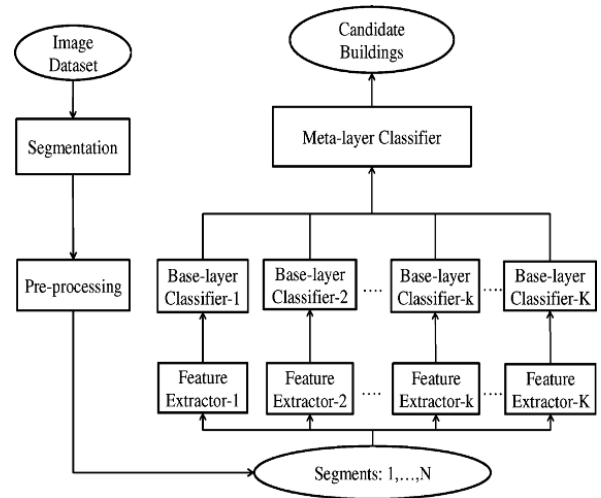 Image
Dataset
Candidate
Buildings
Segmentation
Meta-layer Classifier
Pre-processing
Base-layer
Classifier-1
Base-layer
Classifier-2
....
Base-layer
Classifier-k
....
Base-layer
Classifier-K
Feature
Extractor-1
Feature
Extractor-2
....
Feature
Extractor-k
....
Feature
Extractor-K
Segments: 1,...,N